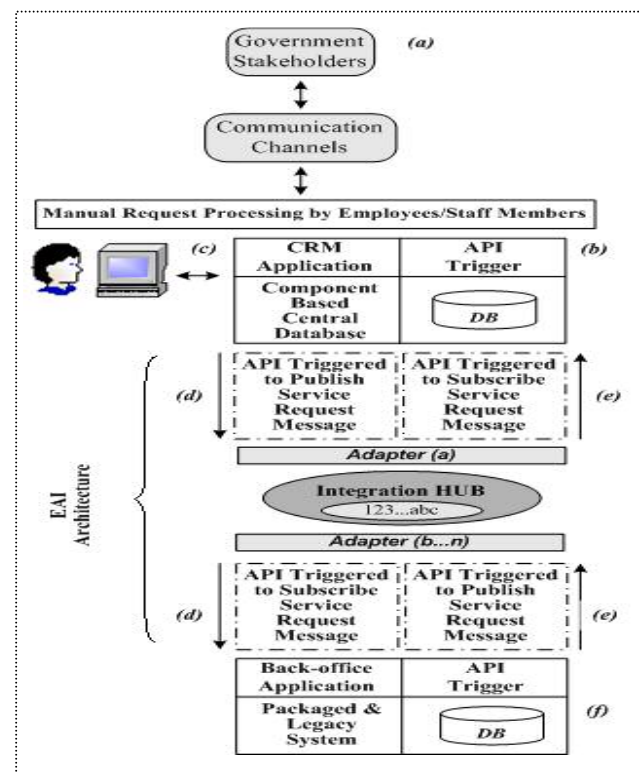 Government
Stakeholders
(a)
Communication
Channels
Manual Request Processing by Employees/Staff Members
(c)
CRM
Application
API
Trigger
(b)
Component
Based
Central
Database
DB
(d)
API Triggered
to Publish
Service
Request
Message
API Triggered
to Subscribe
Service
Request
Message
(e)
Adapter (a)
EAI
Architecture
Integration HUB
123...abc
Adapter (b...n)
(d)
API Triggered
to Subscribe
Service
Request
Message
API Triggered
to Publish
Service
Request
Message
(e)
Back-office
Application
API
Trigger
(f)
Packaged &
Legacy
System
DB